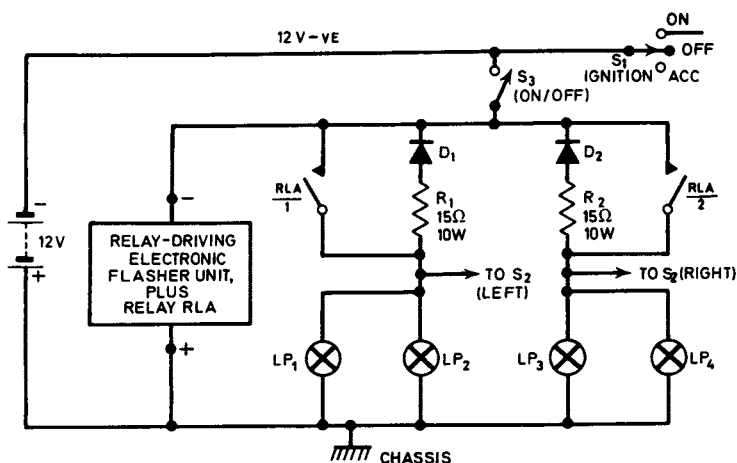 12 V-VE
ON
OFF
S1
IGNITION
ACC
S3
(ON/OFF)
D1
D2
RLA
1
R1
15Ω
10W
R2
15Ω
10W
RLA
2
-
12V
+
-
RELAY-DRIVING
ELECTRONIC
FLASHER UNIT,
PLUS
RELAY RLA
+
TO S2
(LEFT)
TO S2 (RIGHT)
LP1
LP2
LP3
LP4
CHASSIS